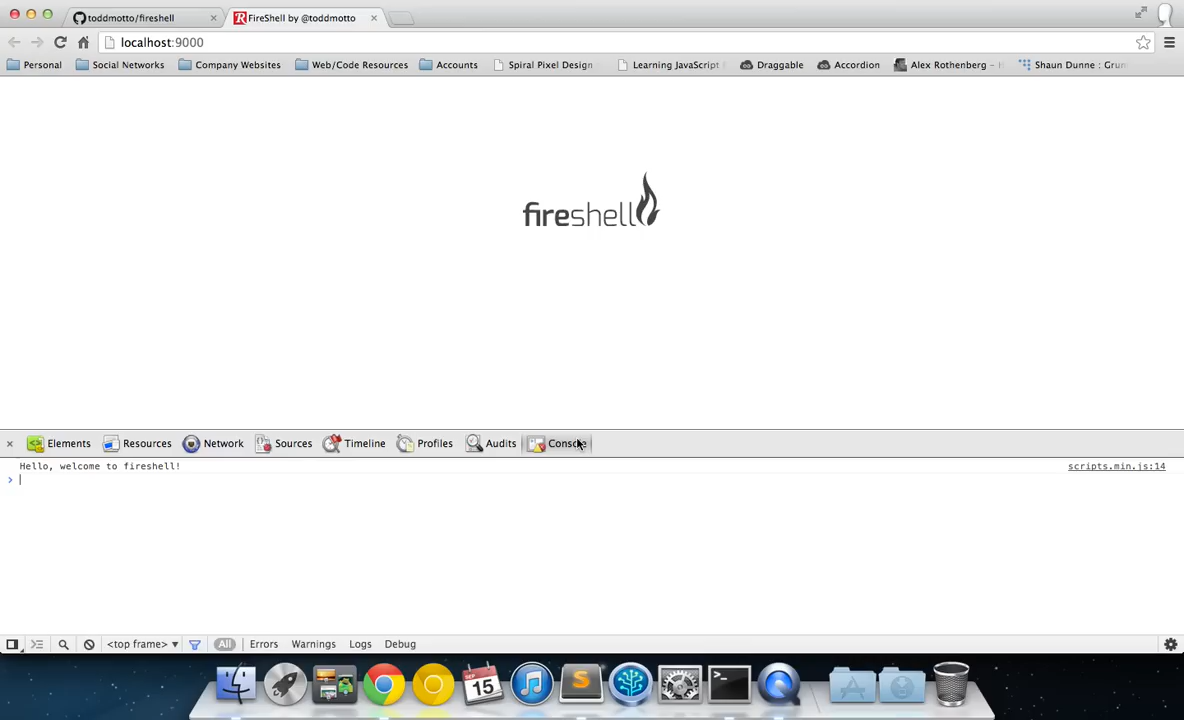 toddmotto/fireshell
FireShell by @toddmotto
localhost:9000
Personal
Social Networks
Company Websites
Web/Code Resources
Accounts
Spiral Pixel Design
Learning JavaScript
Draggable
Accordion
Alex Rothenberg –
Shaun Dunne : Grun
fireshell
Elements
Resources
Network
Sources
Timeline
Profiles
Audits
Console
Hello, welcome to fireshell!
scripts.min.js:14
>
<top frame>
All
Errors
Warnings
Logs
Debug
SEP
15